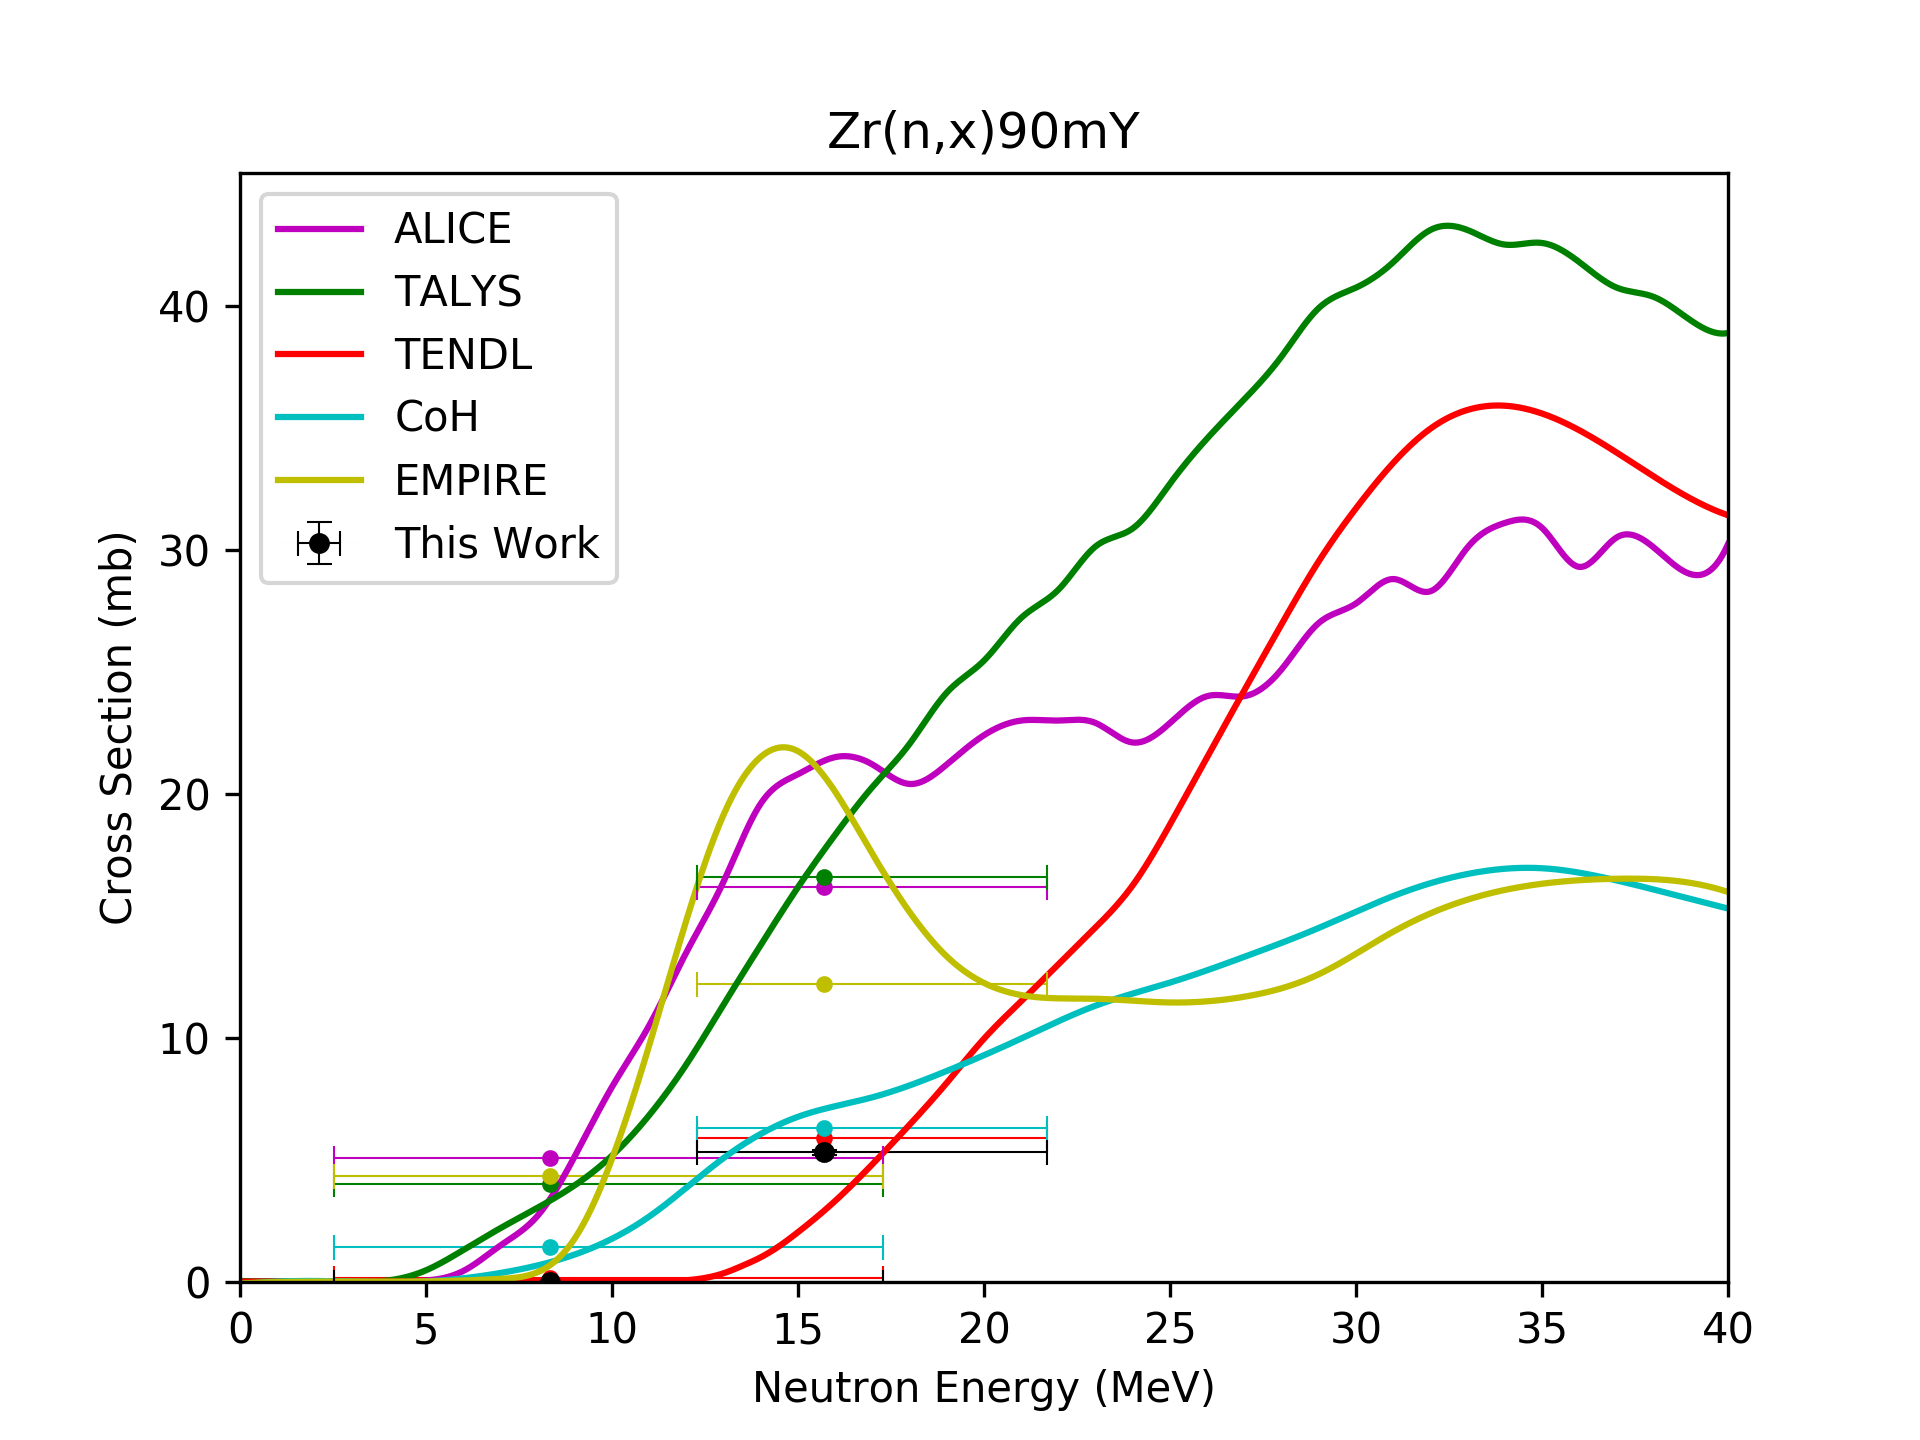 Zr(n,x)90mY
ALICE
TALYS
TENDL
CoH
EMPIRE
This Work
Cross Section (mb)
40
30
20
10
0
0 5 10 15 20 25 30 35 40
Neutron Energy (MeV)